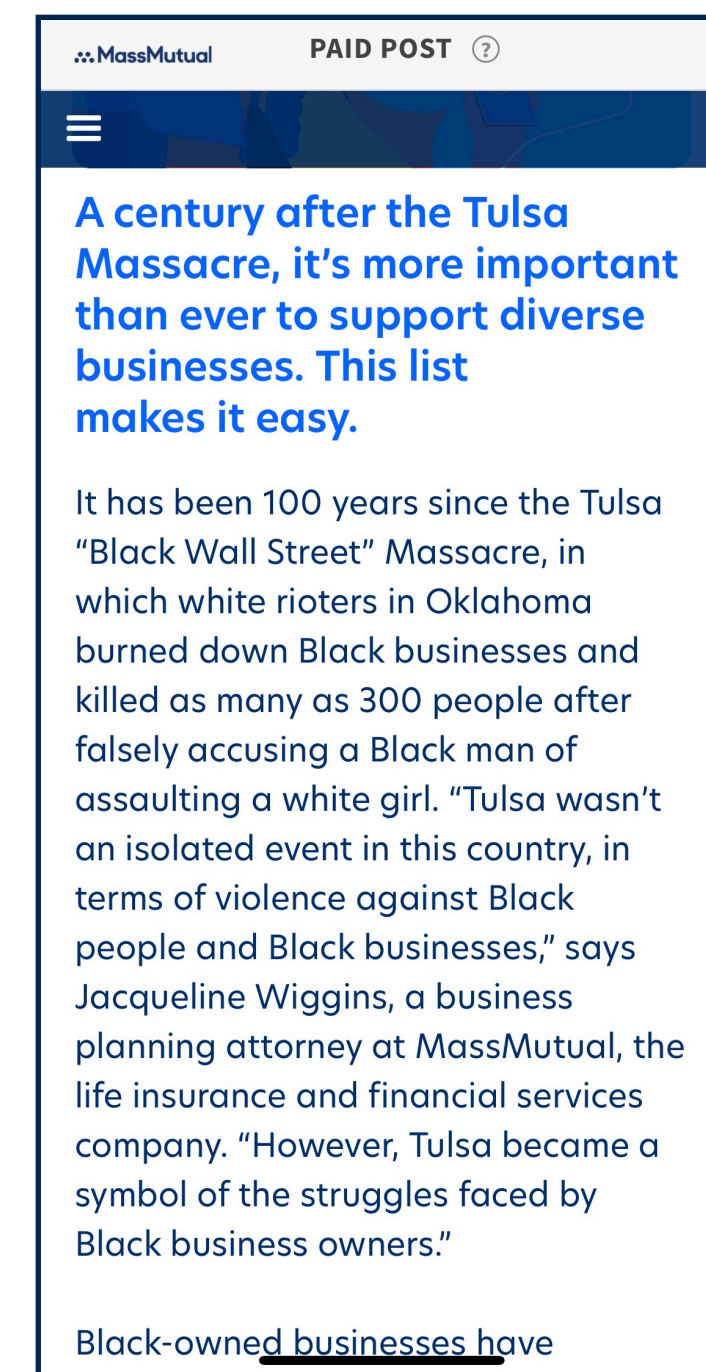 MassMutual PAID POST ?
A century after the Tulsa
Massacre, it’s more important
than ever to support diverse
businesses. This list
makes it easy.
It has been 100 years since the Tulsa
“Black Wall Street” Massacre, in
which white rioters in Oklahoma
burned down Black businesses and
killed as many as 300 people after
falsely accusing a Black man of
assaulting a white girl. “Tulsa wasn’t
an isolated event in this country, in
terms of violence against Black
people and Black businesses,” says
Jacqueline Wiggins, a business
planning attorney at MassMutual, the
life insurance and financial services
company. “However, Tulsa became a
symbol of the struggles faced by
Black business owners.”
Black-owned businesses have